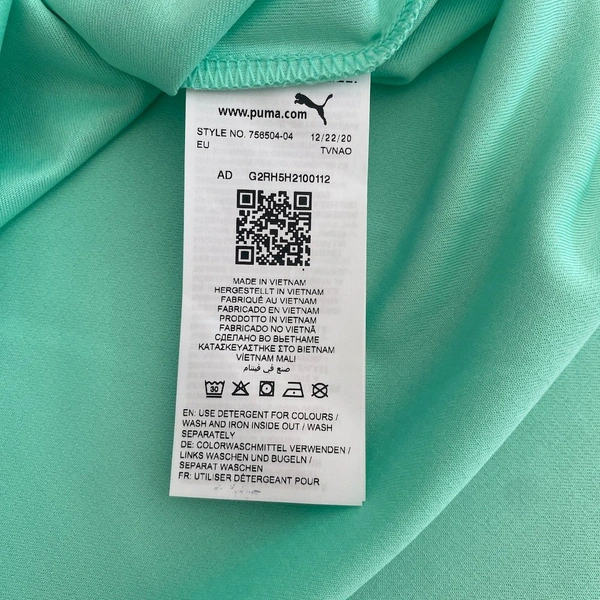 www.puma.com
STYLE NO. 756504-04 12/22/20
EU TVNAO
AD G2RH5H2100112
MADE IN VIETNAM
HERGESTELLT IN VIETNAM
FABRIQUÉ AU VIETNAM
FABRICADO EN VIETNAM
PRODOTTO IN VIETNAM
FABRICADO NO VIETNÃ
СДЕЛАНО ВО ВЬЕТНАМЕ
ΚΑΤΑΣΚΕΥΑΣΤΗΚΕ ΣΤΟ ΒΙΕΤΝΑΜ
VİETNAM MALI
صنع في فيتنام
30
EN: USE DETERGENT FOR COLOURS /
WASH AND IRON INSIDE OUT / WASH
SEPARATELY
DE: COLORWASCHMITTEL VERWENDEN /
LINKS WASCHEN UND BUGELN /
SEPARAT WASCHEN
FR: UTILISER DÉTERGEANT POUR